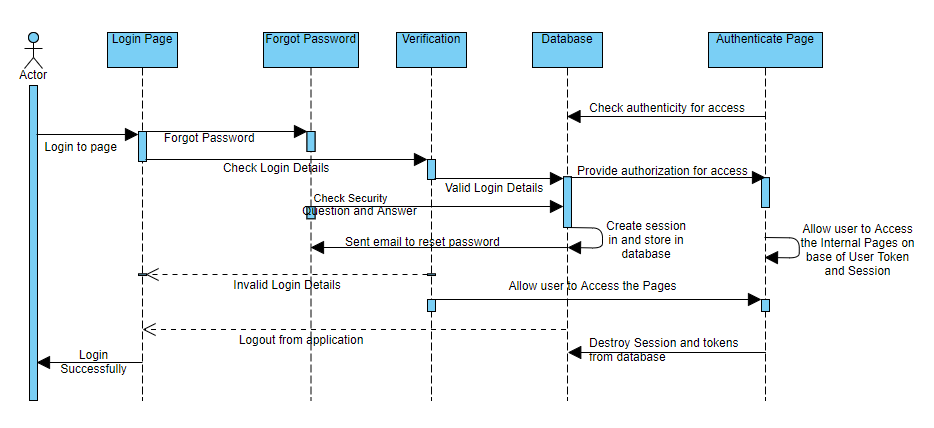 Login Page
Forgot Password
Verification
Database
Authenticate Page
Actor
Check authenticity for access
Forgot Password
Login to page
Check Login Details
Provide authorization for access
Valid Login Details
Check Security
Question and Answer
Create session
in and store in
database
Allow user to Access
the Internal Pages on
base of User Token
and Session
Sent email to reset password
Invalid Login Details
Allow user to Access the Pages
Logout from application
Destroy Session and tokens
from database
Login
Successfully